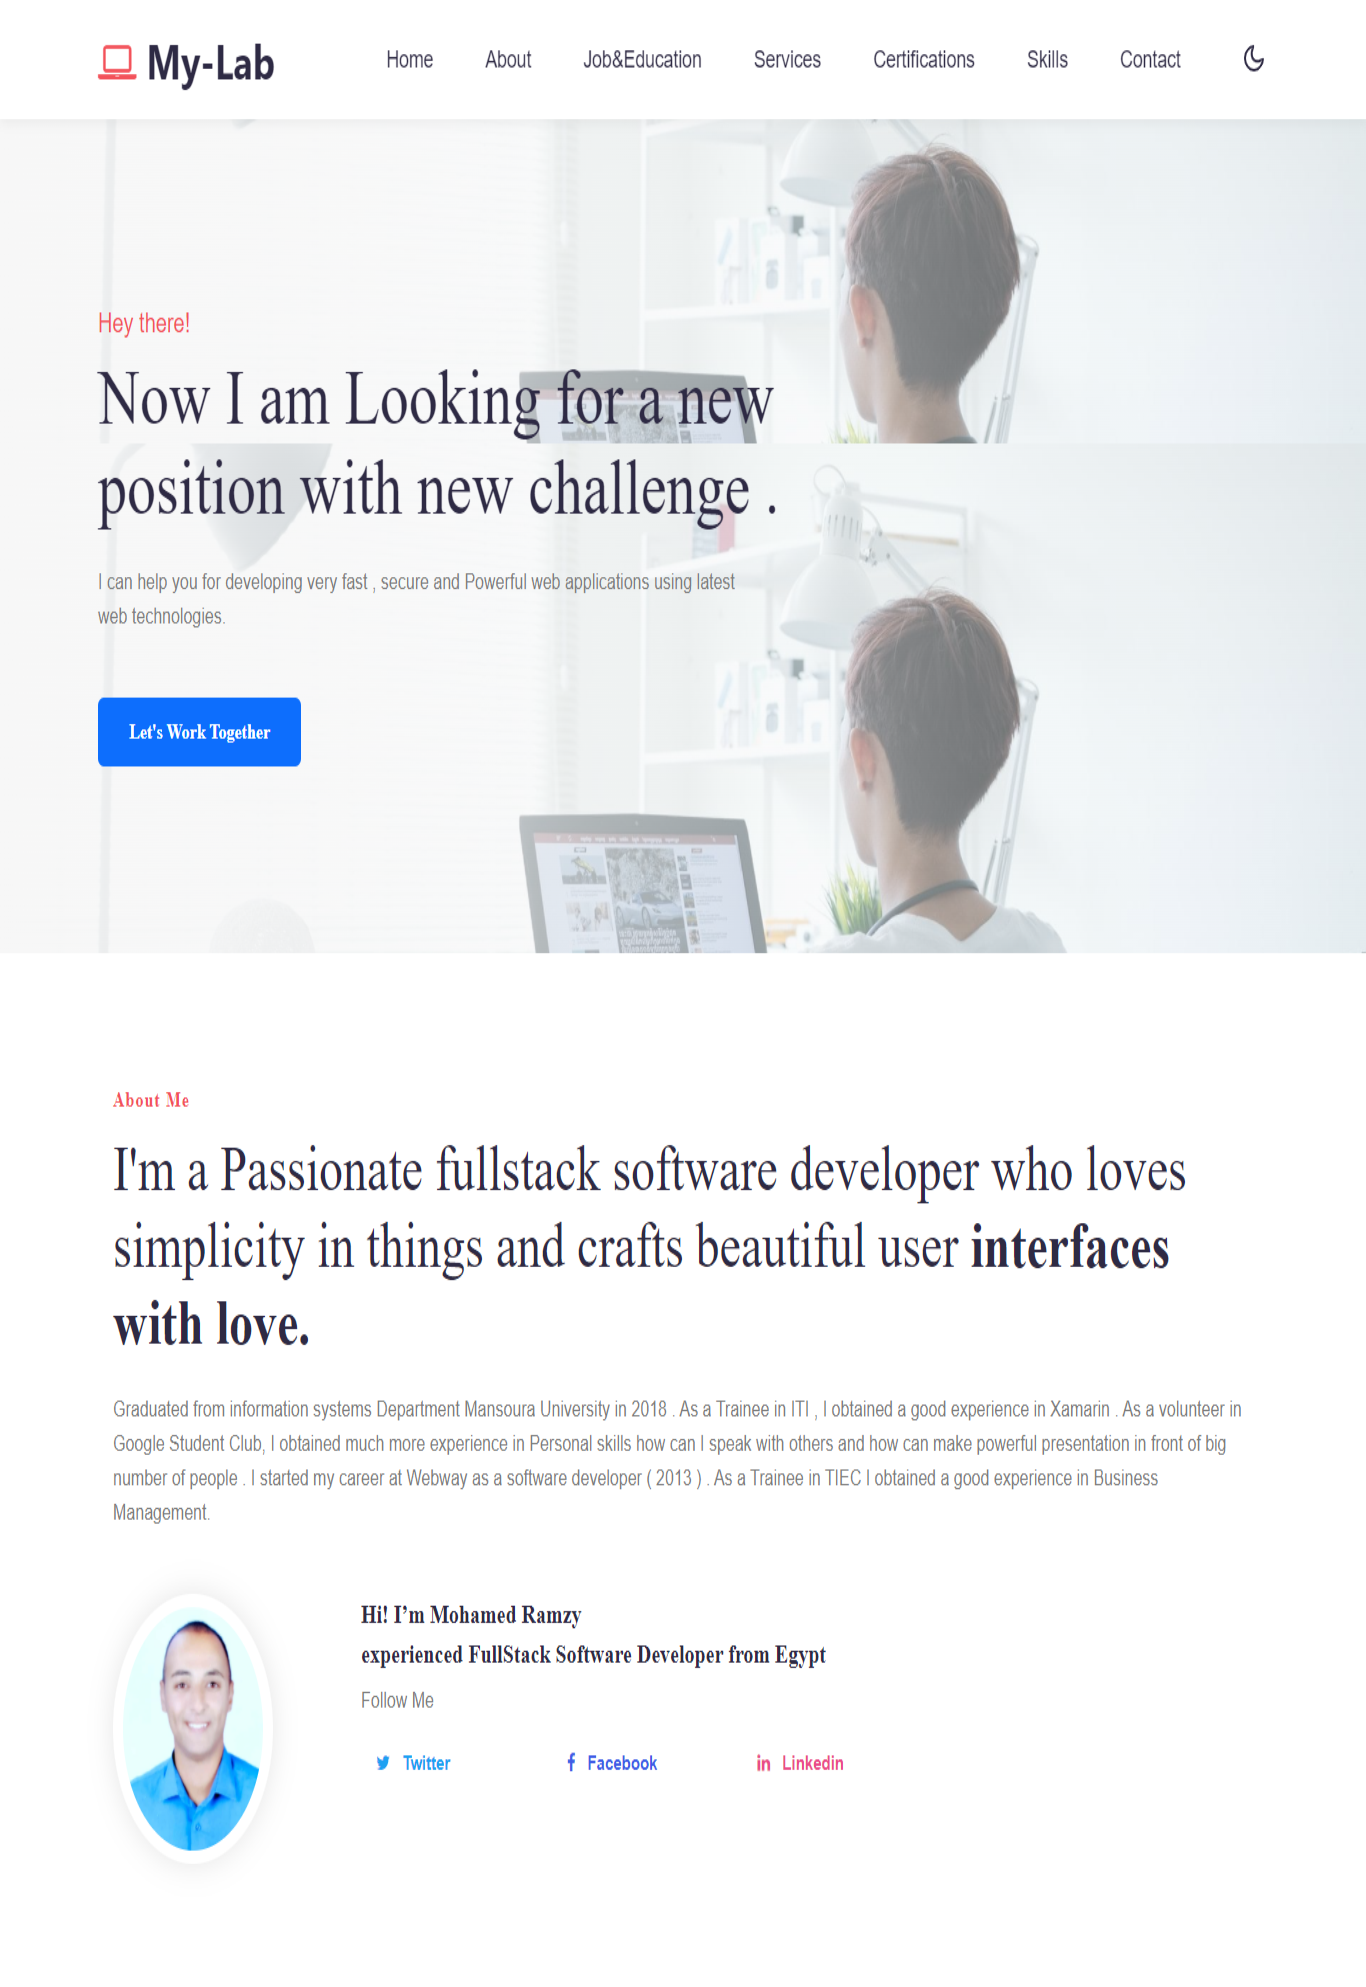 My-Lab
Home About Job&Education Services Certifications Skills Contact
Hey there!
Now I am Looking for a new
position with new challenge .
I can help you for developing very fast , secure and Powerful web applications using latest
web technologies.
Let's Work Together
About Me
I'm a Passionate fullstack software developer who loves
simplicity in things and crafts beautiful user interfaces
with love.
Graduated from information systems Department Mansoura University in 2018 . As a Trainee in ITI , I obtained a good experience in Xamarin . As a volunteer in
Google Student Club, I obtained much more experience in Personal skills how can I speak with others and how can make powerful presentation in front of big
number of people . I started my career at Webway as a software developer ( 2013 ) . As a Trainee in TIEC I obtained a good experience in Business
Management.
Hi! I’m Mohamed Ramzy
experienced FullStack Software Developer from Egypt
Follow Me
Twitter Facebook Linkedin